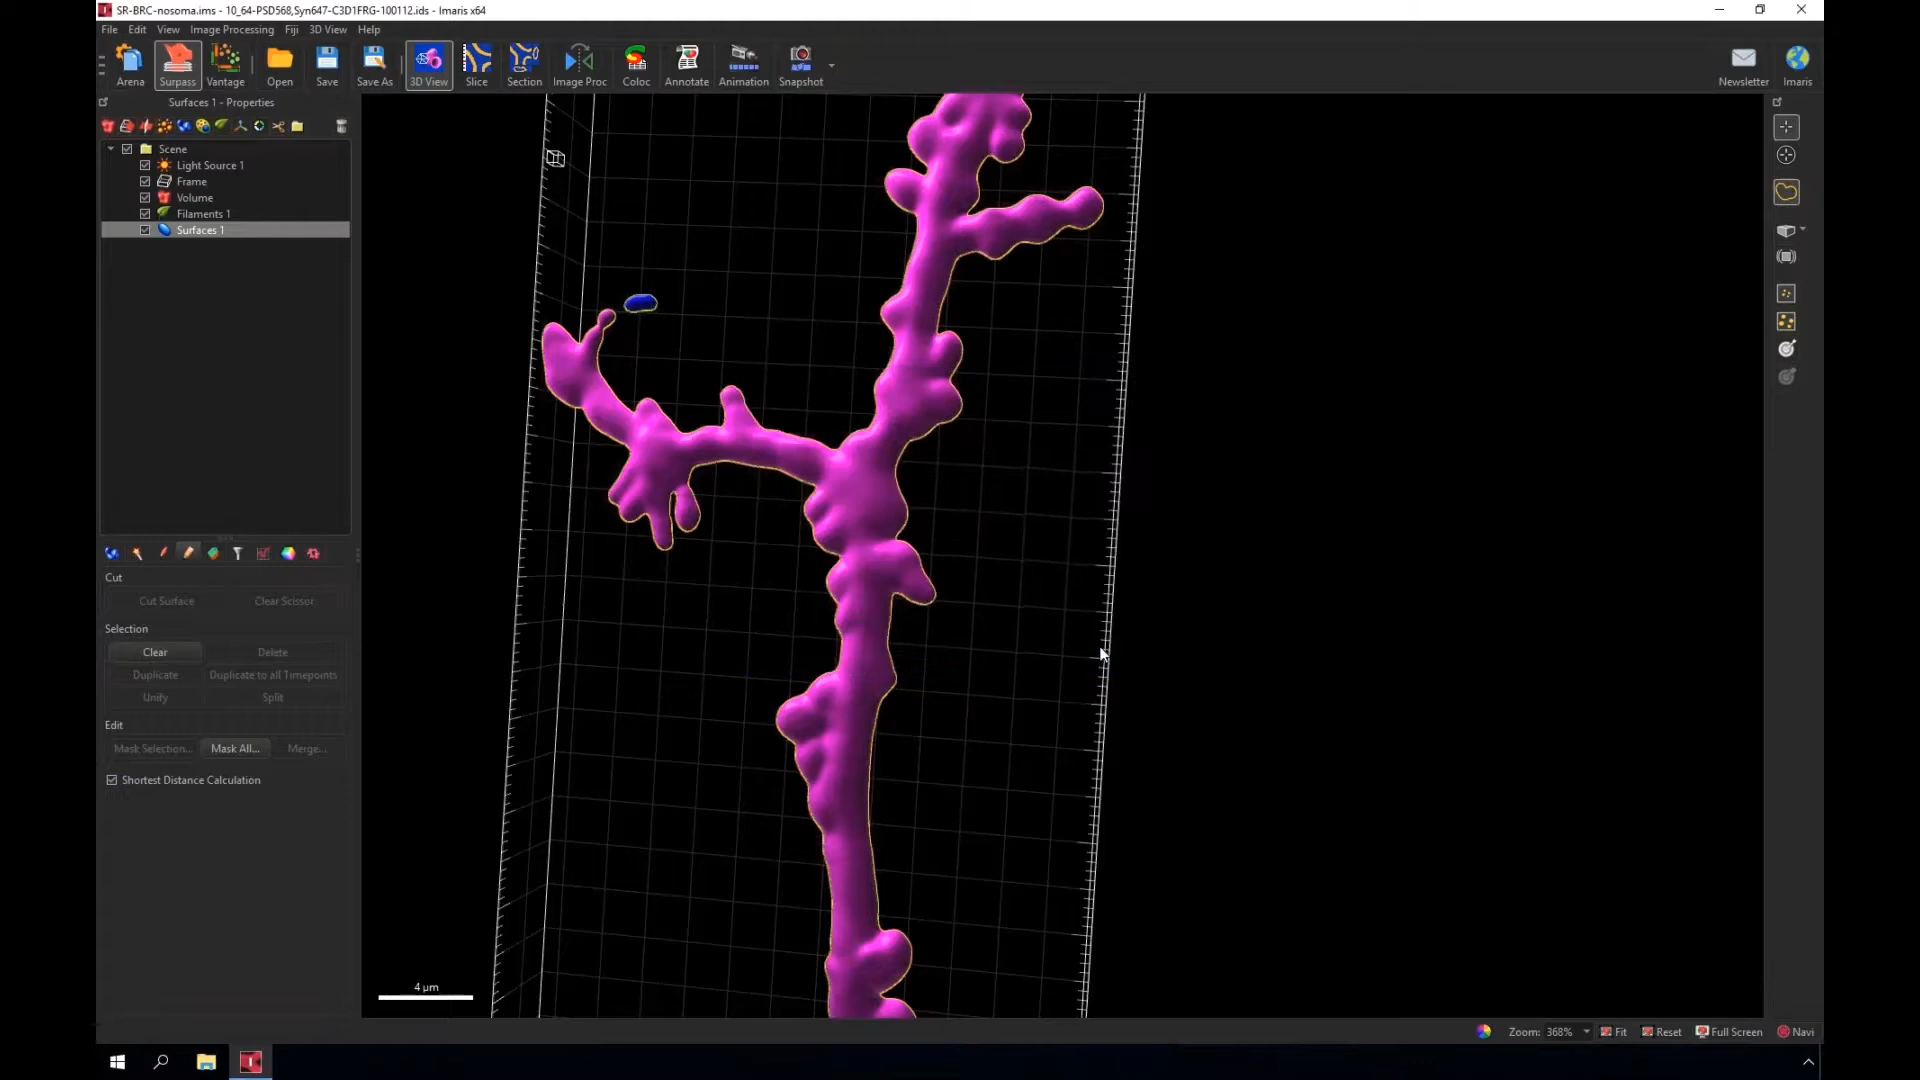 SR-BRC-nosoma.ims - 10_64-PSD568,Syn647-C3D1FRG-100112.ids - Imaris x64
File Edit View Image Processing Fiji 3D View Help
Arena Surpass Vantage Open Save Save As 3D View Slice Section Image Proc Coloc Annotate Animation Snapshot Newsletter Imaris
Surfaces 1 - Properties
Scene
Light Source 1
Frame
Volume
Filaments 1
Surfaces 1
Cut
Cut Surface Clear Scissor
Selection
Clear Delete
Duplicate Duplicate to all Timepoints
Unify Split
Edit
Mask Selection... Mask All... Merge...
Shortest Distance Calculation
4 µm
Zoom: 368% Fit Reset Full Screen Navi